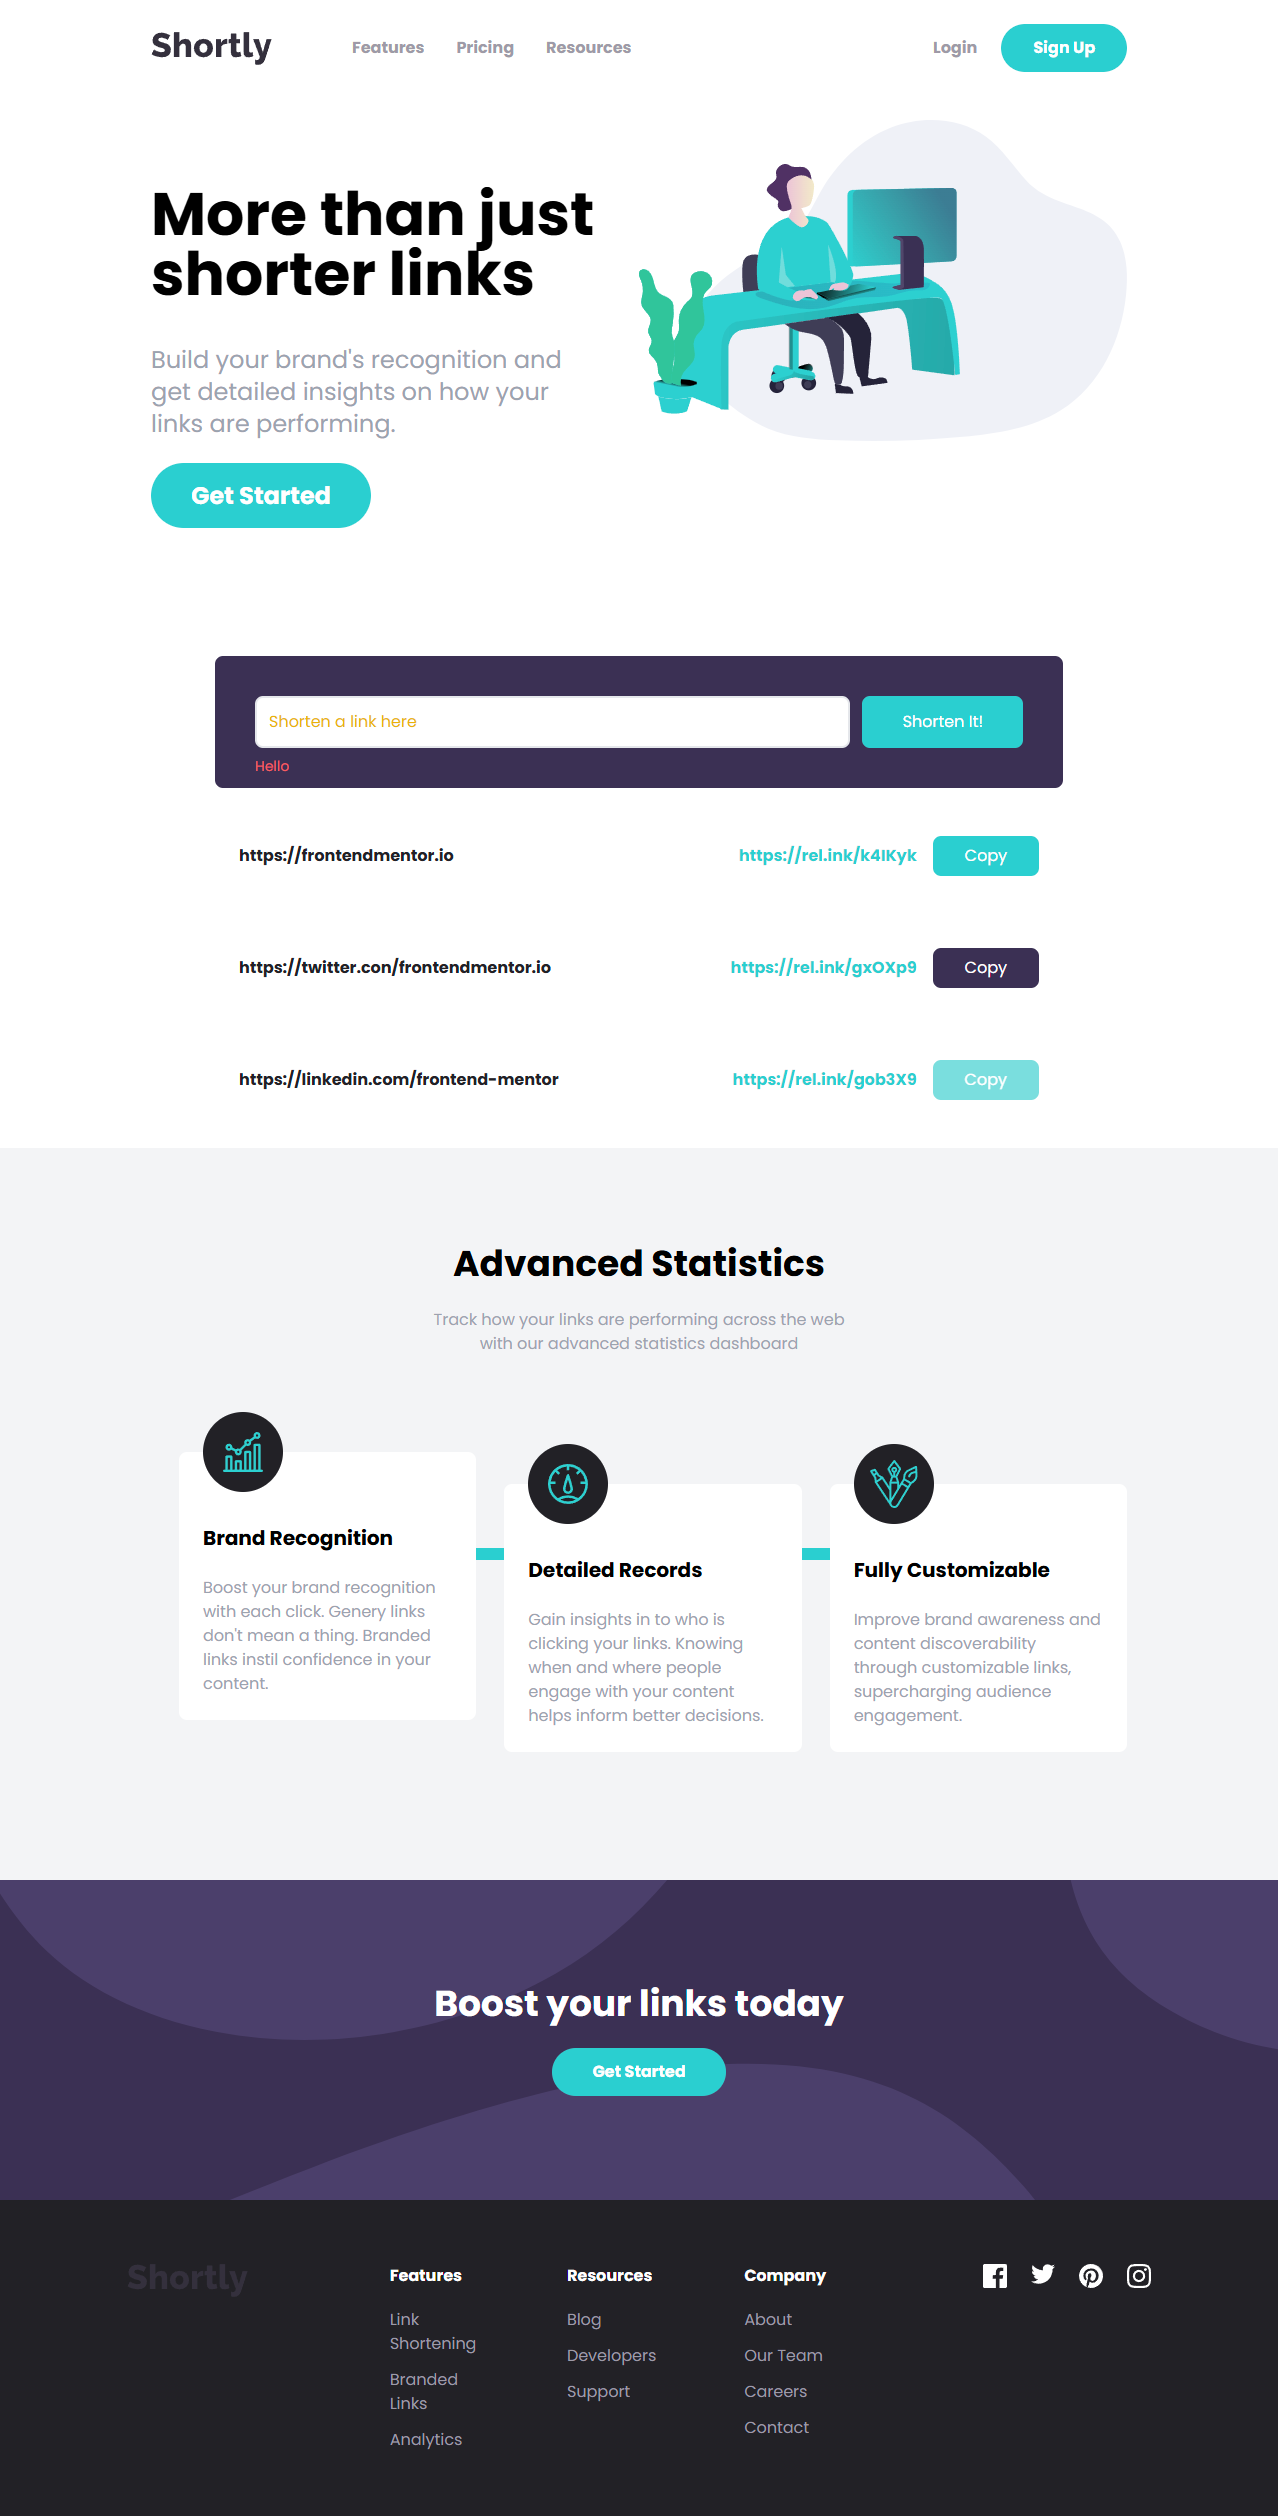 Shortly
Features
Pricing
Resources
Login
Sign Up
More than just
shorter links
Build your brand's recognition and
get detailed insights on how your
links are performing.
Get Started
Shorten a link here
Shorten It!
Hello
https://frontendmentor.io
https://rel.ink/k4lKyk
Copy
https://twitter.con/frontendmentor.io
https://rel.ink/gxOXp9
Copy
https://linkedin.com/frontend-mentor
https://rel.ink/gob3X9
Copy
Advanced Statistics
Track how your links are performing across the web
with our advanced statistics dashboard
Brand Recognition
Boost your brand recognition
with each click. Genery links
don't mean a thing. Branded
links instil confidence in your
content.
Detailed Records
Gain insights in to who is
clicking your links. Knowing
when and where people
engage with your content
helps inform better decisions.
Fully Customizable
Improve brand awareness and
content discoverability
through customizable links,
supercharging audience
engagement.
Boost your links today
Get Started
Shortly
Features
Link
Shortening
Branded
Links
Analytics
Resources
Blog
Developers
Support
Company
About
Our Team
Careers
Contact